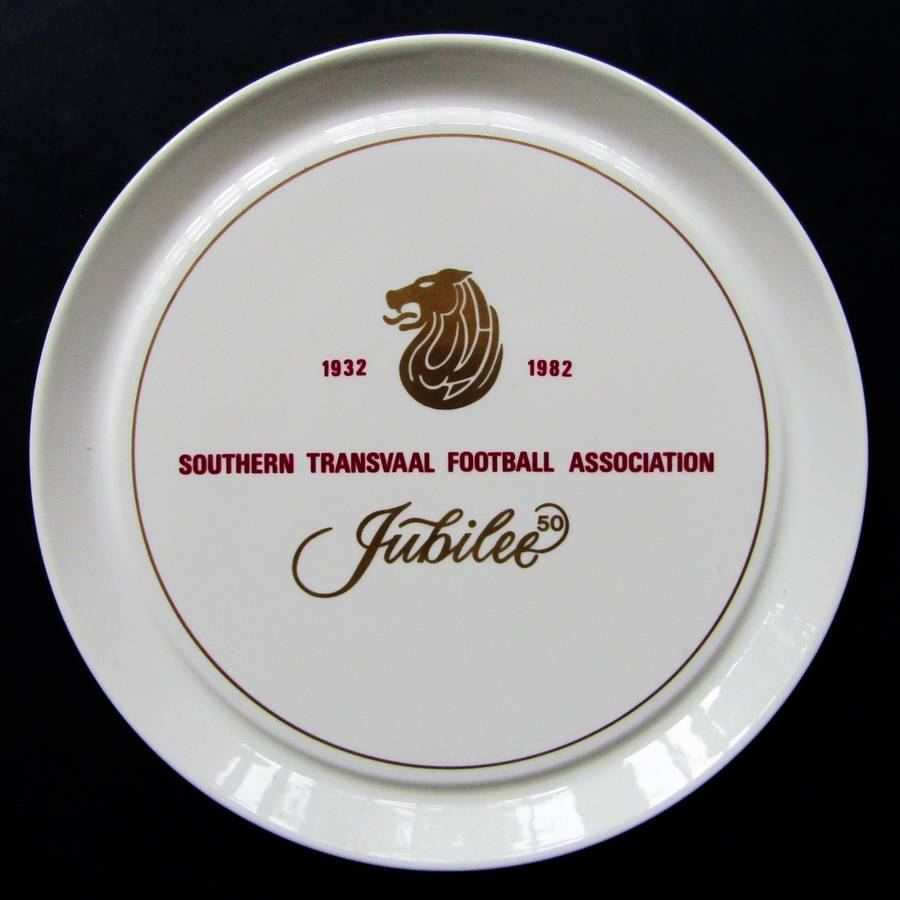 1932 1982
SOUTHERN TRANSVAAL FOOTBALL ASSOCIATION
Jubilee 50